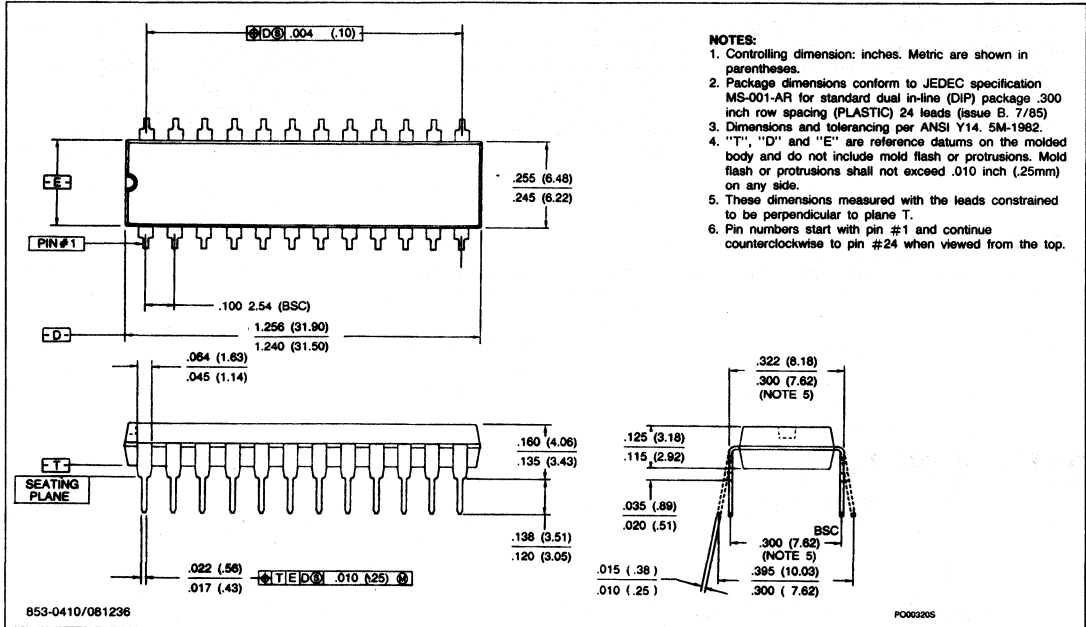 ⌖ D Ⓢ .004 (.10)
NOTES:
1. Controlling dimension: inches. Metric are shown in
parentheses.
2. Package dimensions conform to JEDEC specification
MS-001-AR for standard dual in-line (DIP) package .300
inch row spacing (PLASTIC) 24 leads (issue B. 7/85)
3. Dimensions and tolerancing per ANSI Y14. 5M-1982.
4. "T", "D" and "E" are reference datums on the molded
body and do not include mold flash or protrusions. Mold
flash or protrusions shall not exceed .010 inch (.25mm)
on any side.
5. These dimensions measured with the leads constrained
to be perpendicular to plane T.
6. Pin numbers start with pin #1 and continue
counterclockwise to pin #24 when viewed from the top.
-E-
.255 (6.48)
.245 (6.22)
PIN #1
.100 2.54 (BSC)
-D-
1.256 (31.90)
1.240 (31.50)
.064 (1.63)
.045 (1.14)
-T-
SEATING
PLANE
.160 (4.06)
.135 (3.43)
.138 (3.51)
.120 (3.05)
.022 (.56)
.017 (.43)
⌖ T E D Ⓢ .010 (.25) Ⓜ
.322 (8.18)
.300 (7.62)
(NOTE 5)
.125 (3.18)
.115 (2.92)
.035 (.89)
.020 (.51)
BSC
.300 (7.62)
(NOTE 5)
.015 (.38)
.010 (.25)
.395 (10.03)
.300 ( 7.62)
853-0410/081236
PO00320S